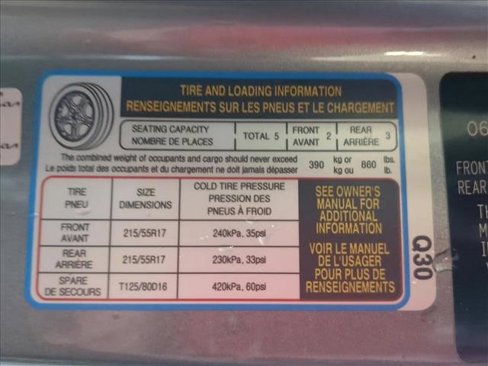 TIRE AND LOADING INFORMATION
RENSEIGNEMENTS SUR LES PNEUS ET LE CHARGEMENT
SEATING CAPACITY
NOMBRE DE PLACES
TOTAL 5
FRONT
AVANT 2
REAR
ARRIÈRE 3
The combined weight of occupants and cargo should never exceed
Le poids total des occupants et du chargement ne doit jamais dépasser
390 kg or 860 lbs.
kg ou lb.
TIRE SIZE COLD TIRE PRESSURE
PNEU DIMENSIONS PRESSION DES
PNEUS À FROID
FRONT
AVANT 215/55R17 240kPa, 35psi
REAR
ARRIÈRE 215/55R17 230kPa, 33psi
SPARE
DE SECOURS T125/80D16 420kPa, 60psi
SEE OWNER'S
MANUAL FOR
ADDITIONAL
INFORMATION
VOIR LE MANUEL
DE L'USAGER
POUR PLUS DE
RENSEIGNEMENTS
Q30
06
FRONT
REAR